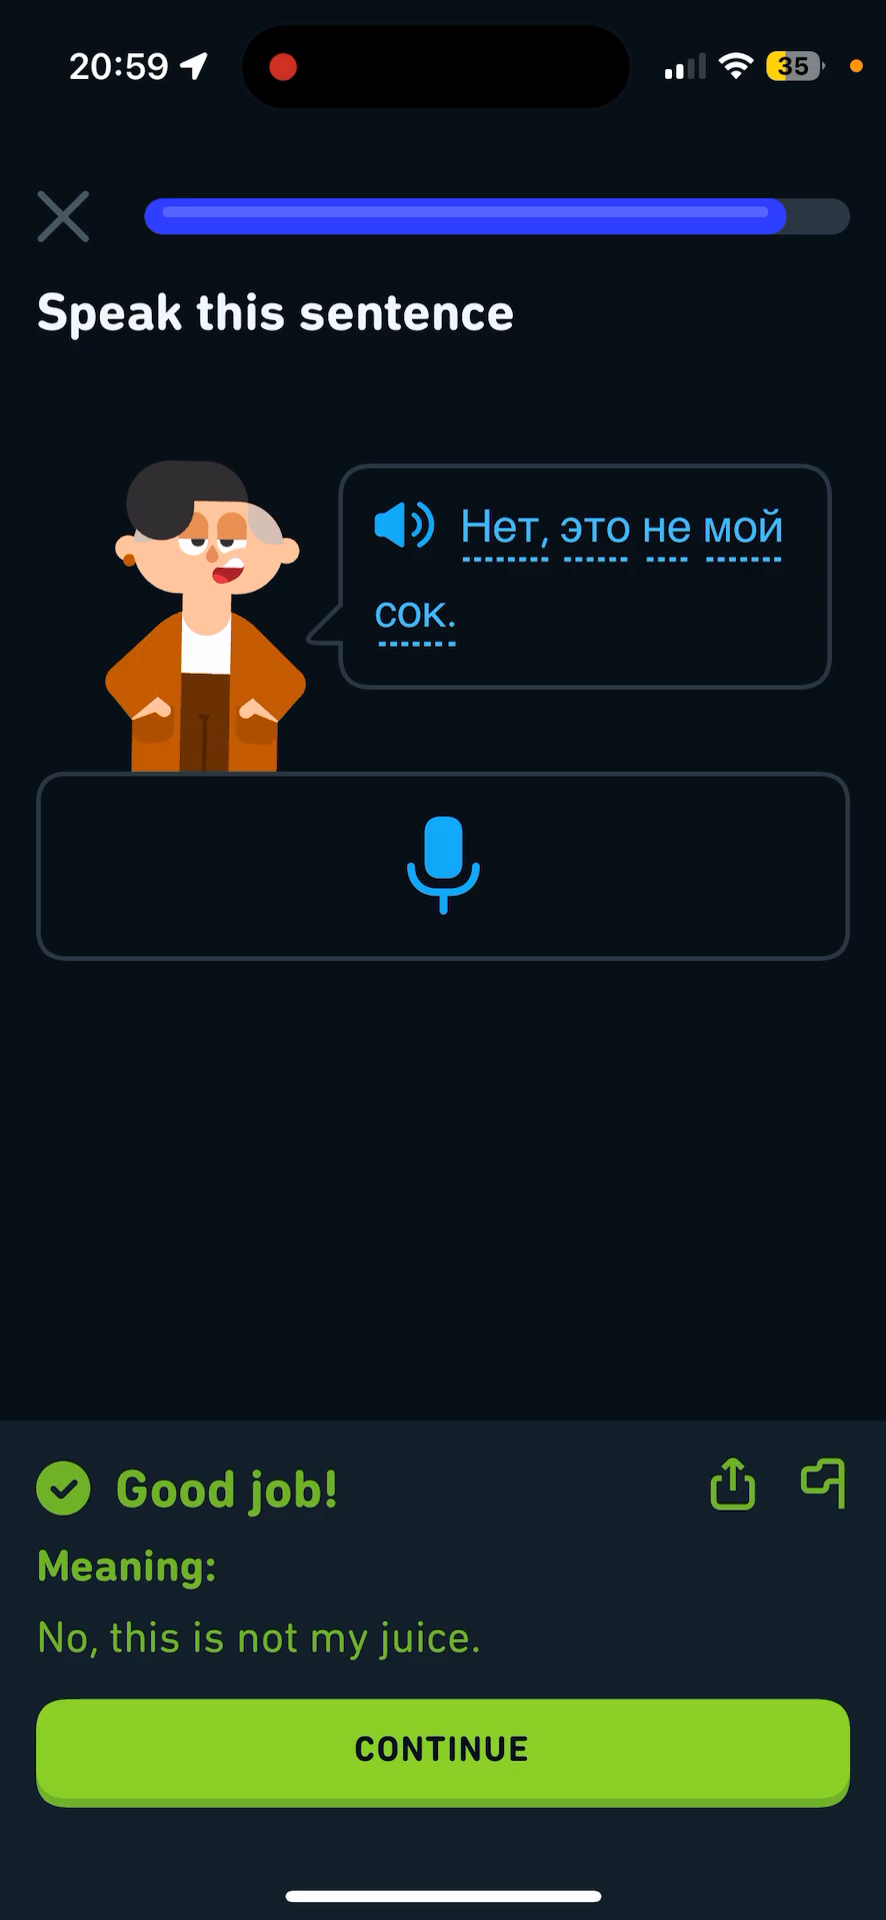 20:59
35
Speak this sentence
Нет, это не мой
сок.
Good job!
Meaning:
No, this is not my juice.
CONTINUE